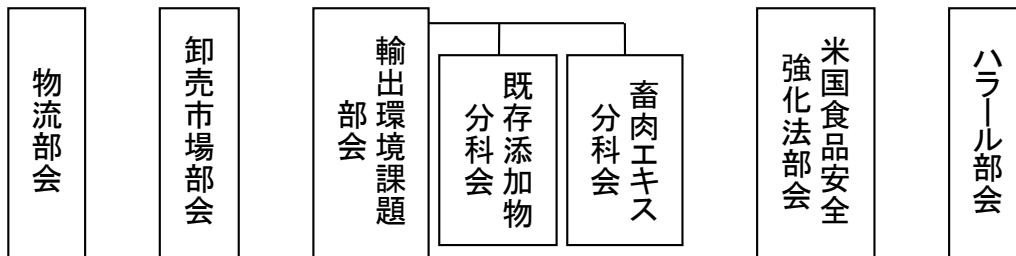 物流部会
卸売市場部会
輸出環境課題
部会
既存添加物
分科会
畜肉エキス
分科会
米国食品安全
強化法部会
ハラール部会